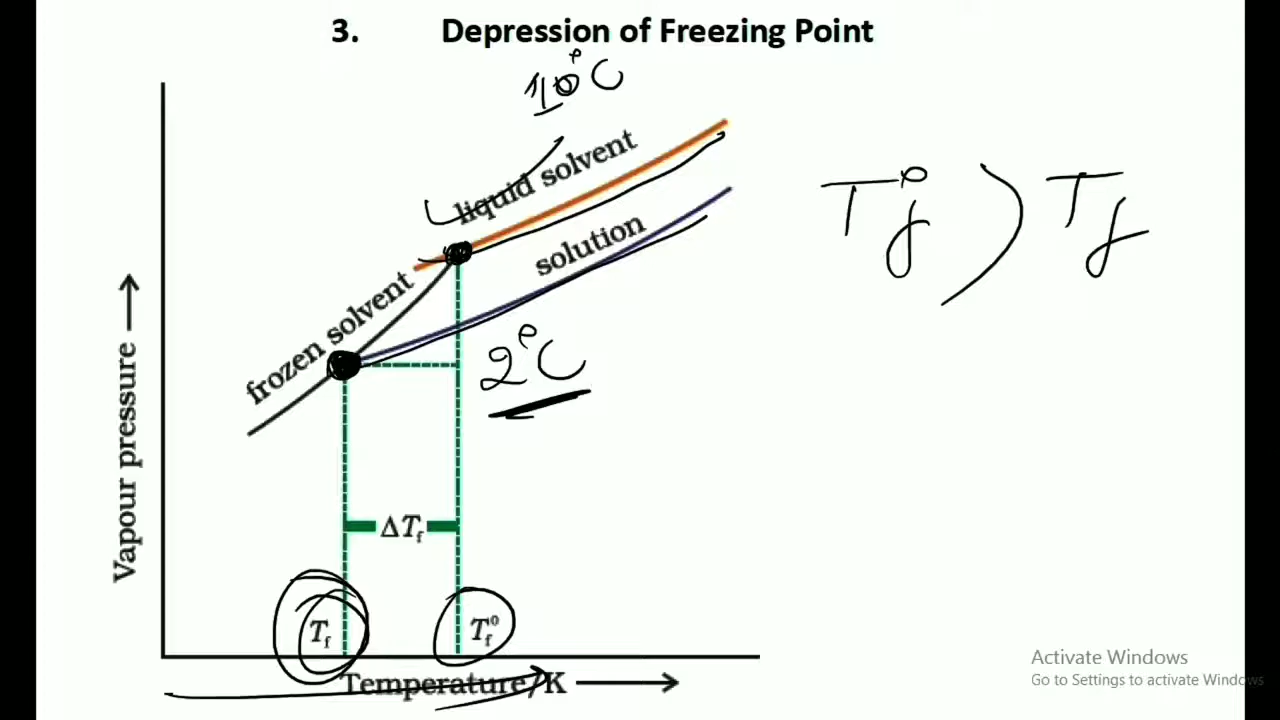 3. Depression of Freezing Point
10°C
liquid solvent
T°f > Tf
solution
frozen solvent
2°C
Vapour pressure
ΔTf
Tf
Tf°
Temperature/K
Activate Windows
Go to Settings to activate Windows